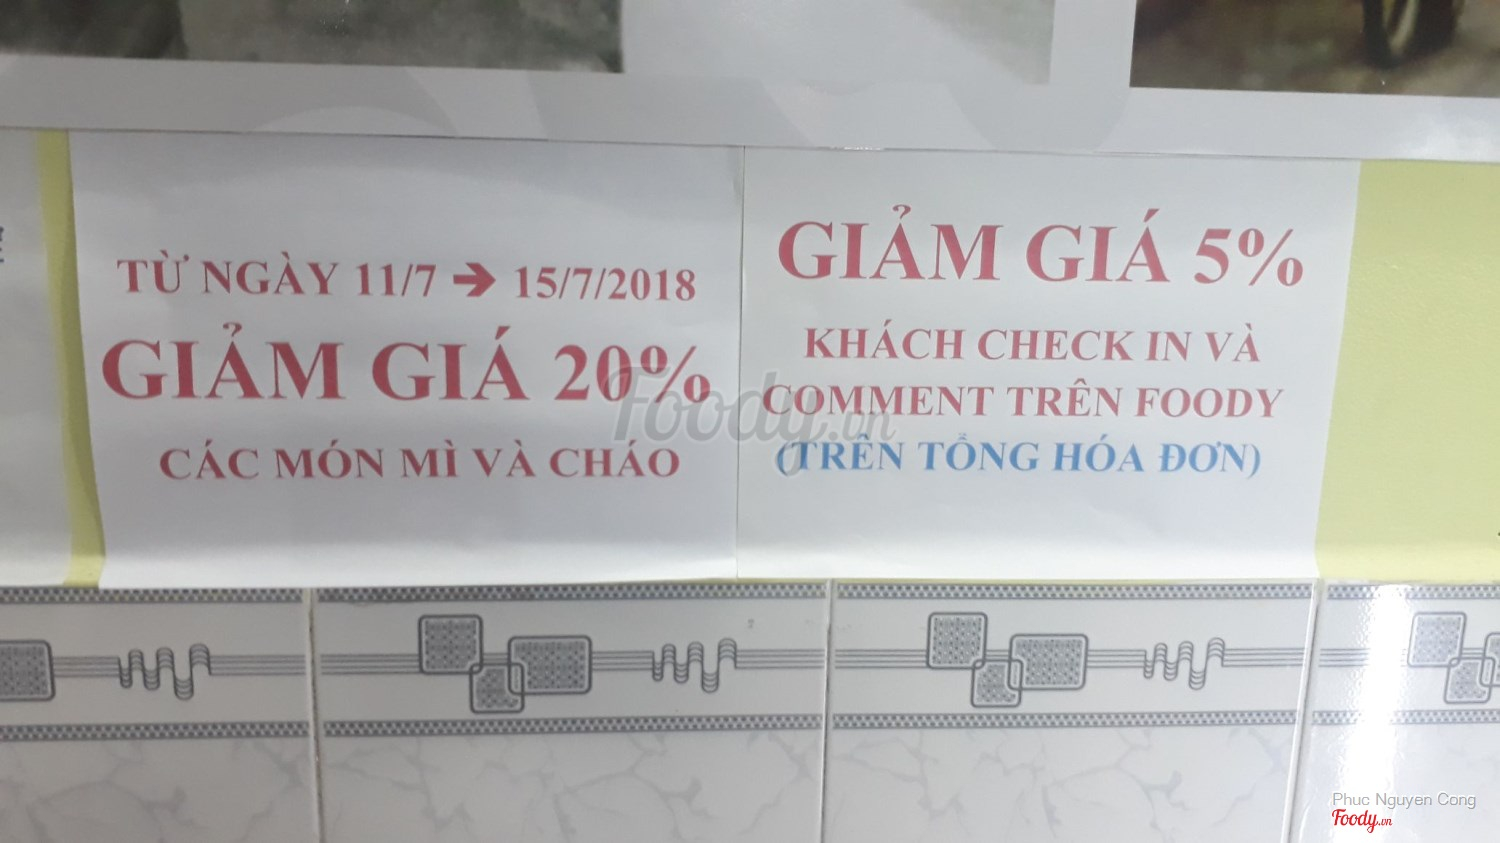 TỪ NGÀY 11/7 ➔ 15/7/2018
GIẢM GIÁ 20%
CÁC MÓN MÌ VÀ CHÁO
GIẢM GIÁ 5%
KHÁCH CHECK IN VÀ
COMMENT TRÊN FOODY
(TRÊN TỔNG HÓA ĐƠN)
Foody.vn
Phuc Nguyen Cong
Foody.vn